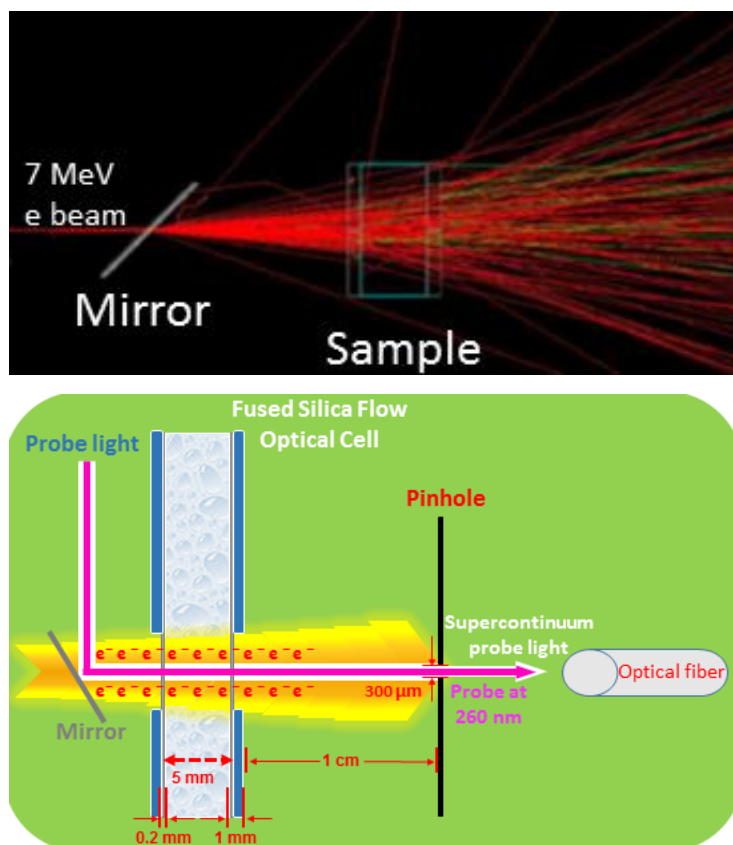 7 MeV
e beam
Mirror
Sample
Fused Silica Flow
Optical Cell
Probe light
Pinhole
Supercontinuum
probe light
e⁻ e⁻ e⁻ e⁻ e⁻ e⁻ e⁻ e⁻
Optical fiber
e⁻ e⁻ e⁻ e⁻ e⁻ e⁻ e⁻ e⁻
300 µm
Probe at
260 nm
Mirror
1 cm
5 mm
0.2 mm
1 mm